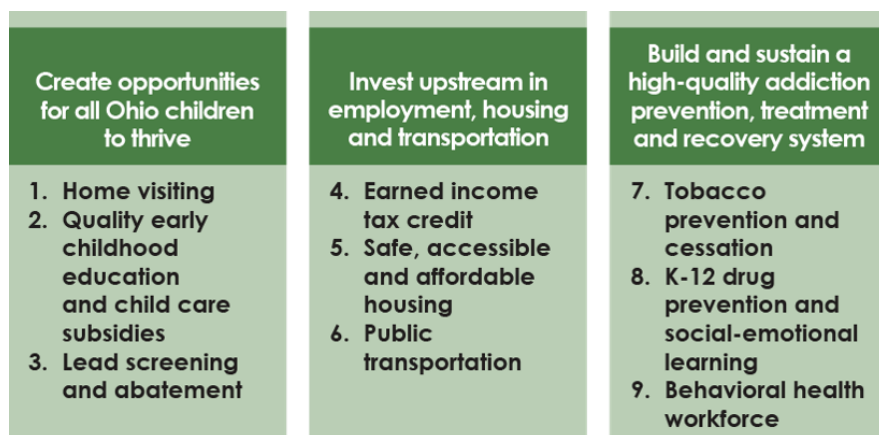 Create opportunities
for all Ohio children
to thrive
1. Home visiting
2. Quality early
childhood
education
and child care
subsidies
3. Lead screening
and abatement
Invest upstream in
employment, housing
and transportation
4. Earned income
tax credit
5. Safe, accessible
and affordable
housing
6. Public
transportation
Build and sustain a
high-quality addiction
prevention, treatment
and recovery system
7. Tobacco
prevention and
cessation
8. K-12 drug
prevention and
social-emotional
learning
9. Behavioral health
workforce